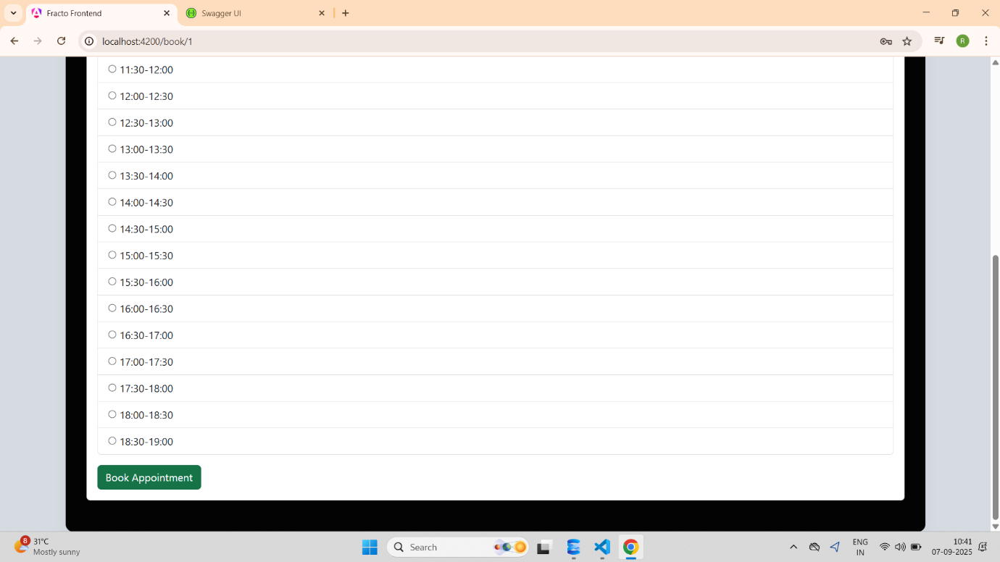 Fracto Frontend
Swagger UI
localhost:4200/book/1
R
11:30-12:00
12:00-12:30
12:30-13:00
13:00-13:30
13:30-14:00
14:00-14:30
14:30-15:00
15:00-15:30
15:30-16:00
16:00-16:30
16:30-17:00
17:00-17:30
17:30-18:00
18:00-18:30
18:30-19:00
Book Appointment
8
31°C
Mostly sunny
Search
ENG
IN
10:41
07-09-2025